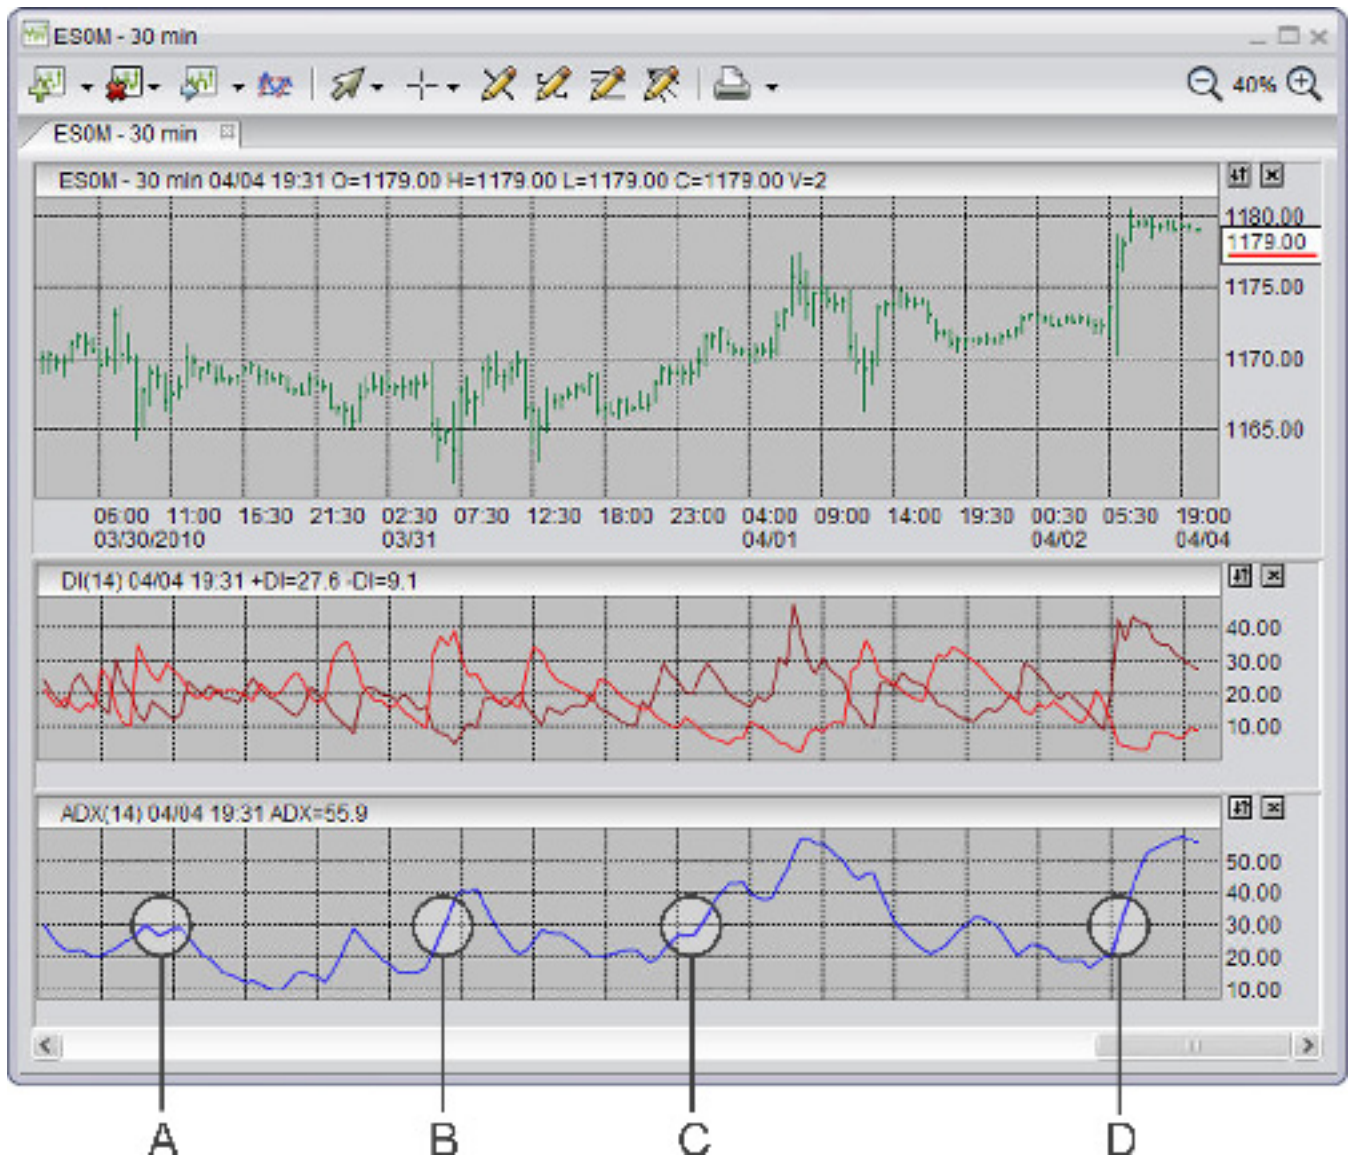 ES0M - 30 min
40%
ES0M - 30 min
ES0M - 30 min 04/04 19:31 O=1179.00 H=1179.00 L=1179.00 C=1179.00 V=2
1180.00
1179.00
1175.00
1170.00
1165.00
06:00 11:00 16:30 21:30 02:30 07:30 12:30 18:00 23:00 04:00 09:00 14:00 19:30 00:30 05:30 19:00
03/30/2010 03/31 04/01 04/02 04/04
DI(14) 04/04 19:31 +DI=27.6 -DI=9.1
40.00
30.00
20.00
10.00
ADX(14) 04/04 19:31 ADX=55.9
50.00
40.00
30.00
20.00
10.00
A B C D